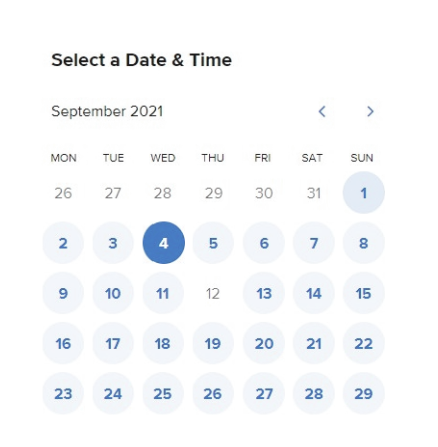 Select a Date & Time
September 2021
MON TUE WED THU FRI SAT SUN
26 27 28 29 30 31 1
2 3 4 5 6 7 8
9 10 11 12 13 14 15
16 17 18 19 20 21 22
23 24 25 26 27 28 29